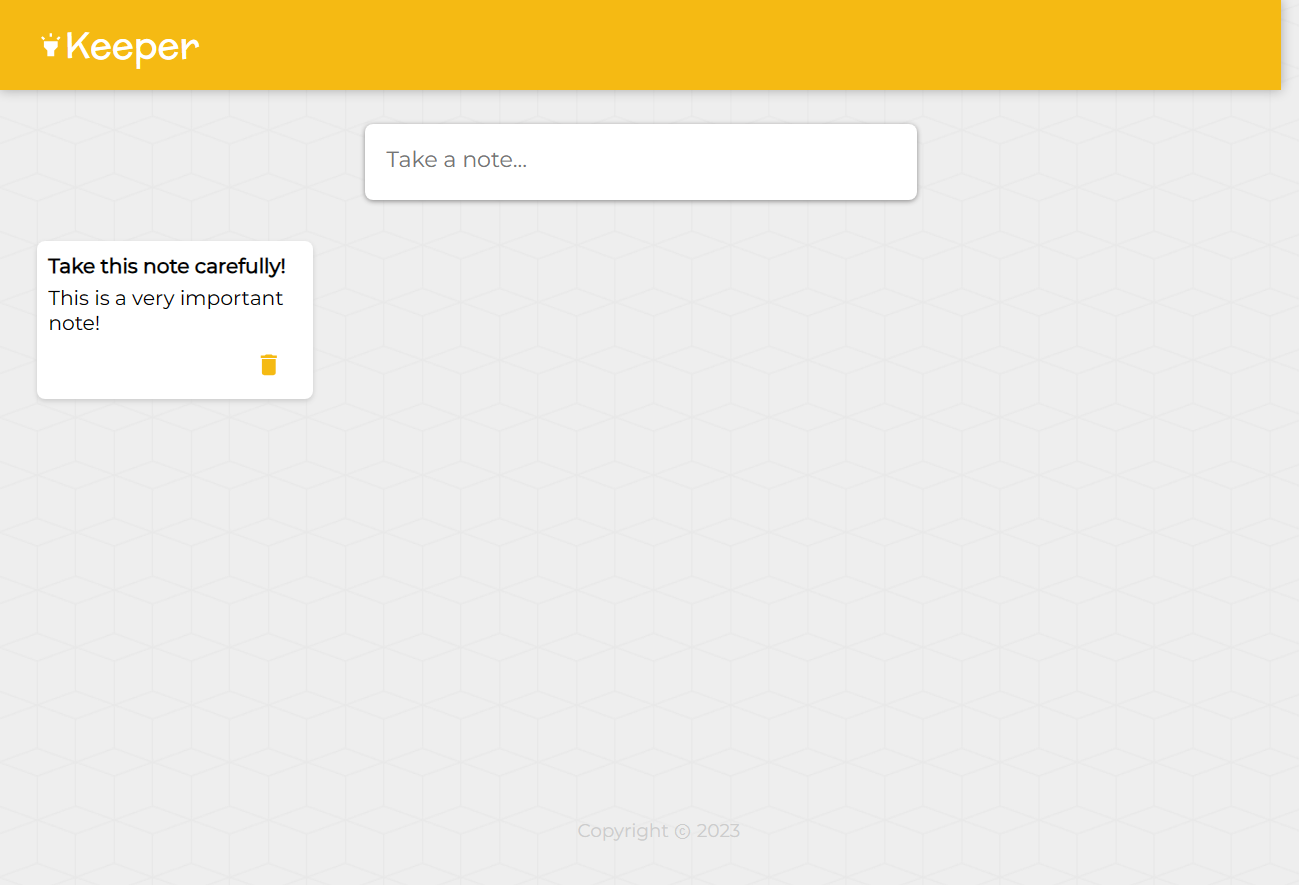 Keeper
Take a note...
Take this note carefully!
This is a very important
note!
Copyright © 2023